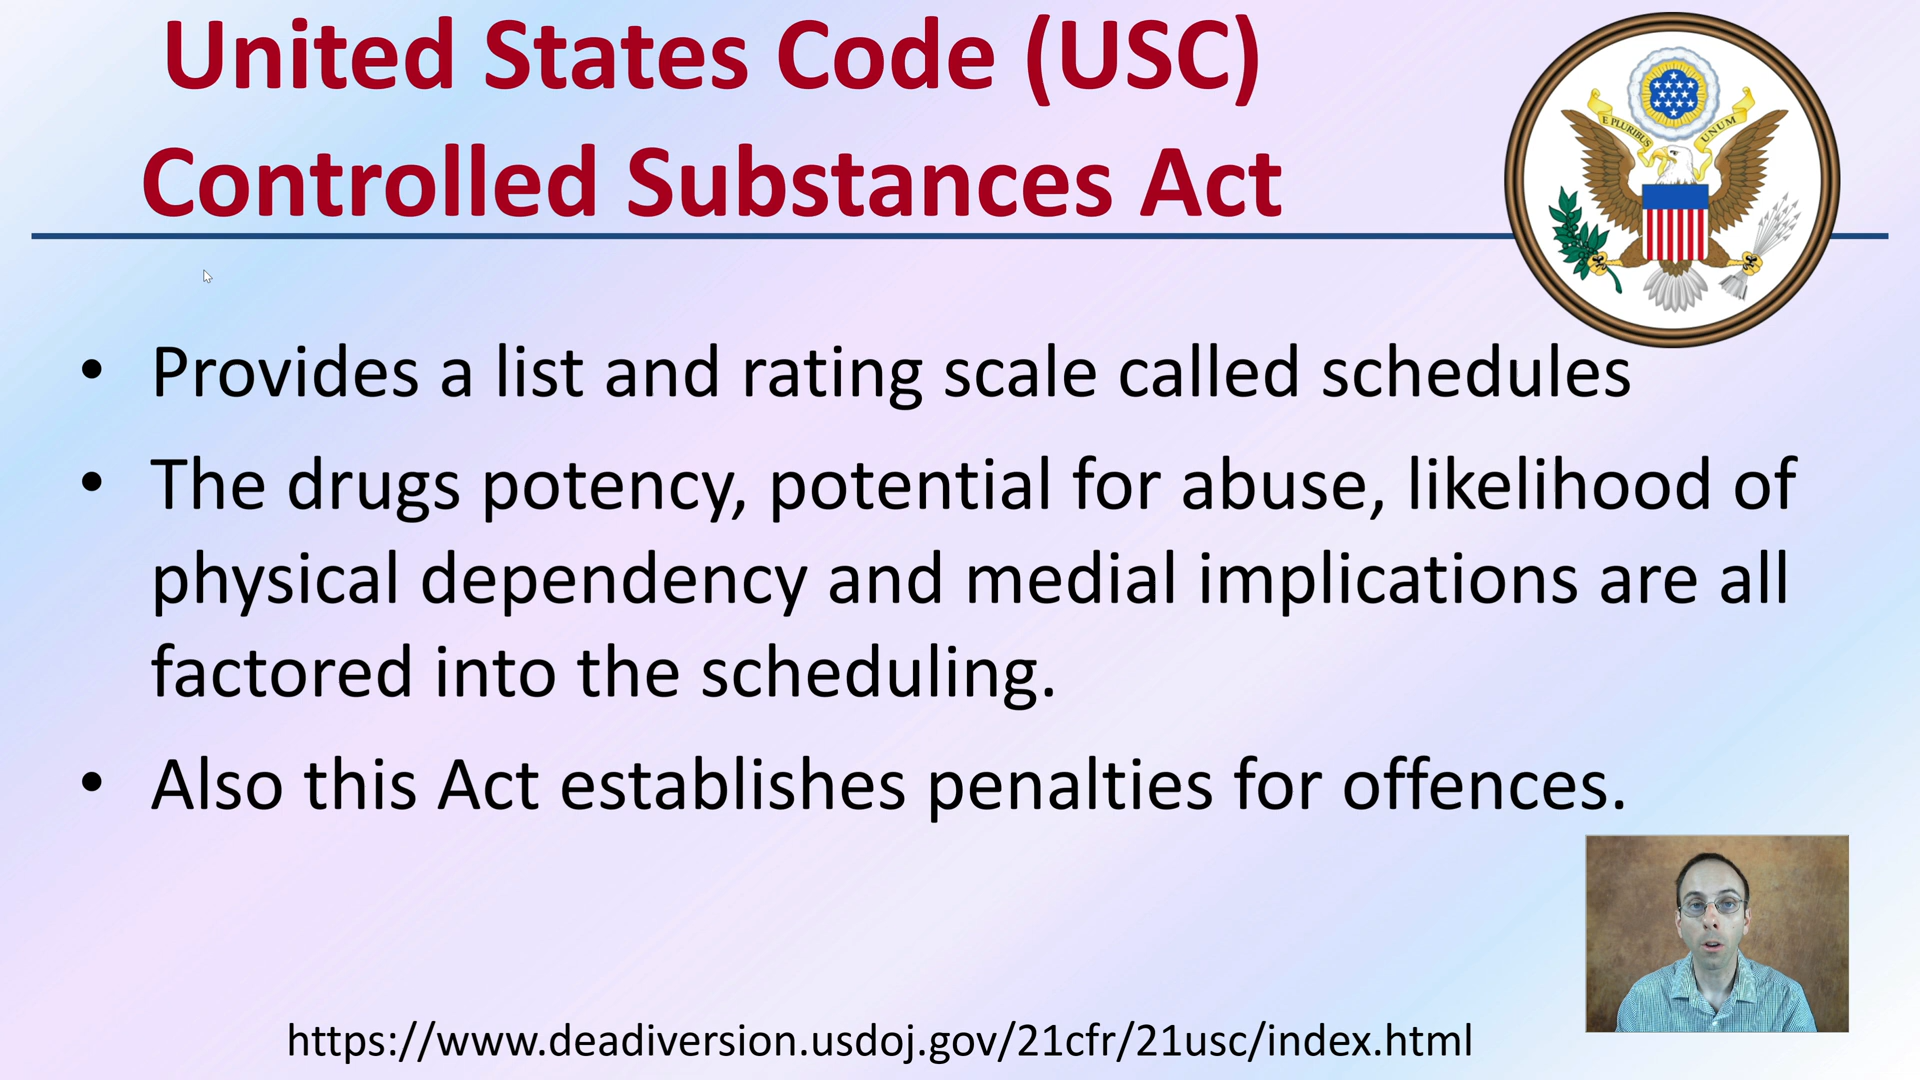 United States Code (USC)
Controlled Substances Act
E PLURIBUS UNUM
• Provides a list and rating scale called schedules
• The drugs potency, potential for abuse, likelihood of
physical dependency and medial implications are all
factored into the scheduling.
• Also this Act establishes penalties for offences.
https://www.deadiversion.usdoj.gov/21cfr/21usc/index.html